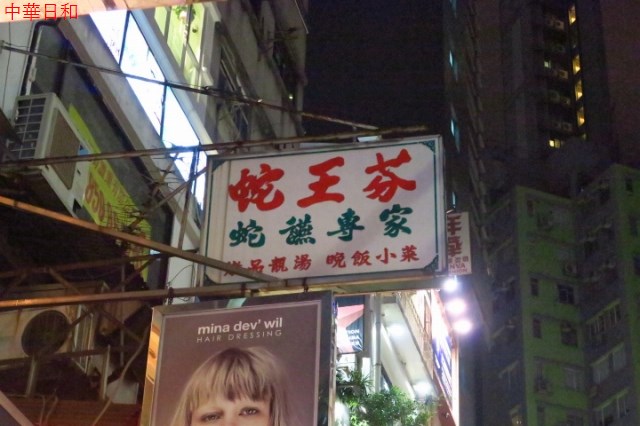 中華日和
蛇王芬
蛇羹專家
燉品靚湯 晚飯小菜
mina dev' wil
HAIR DRESSING